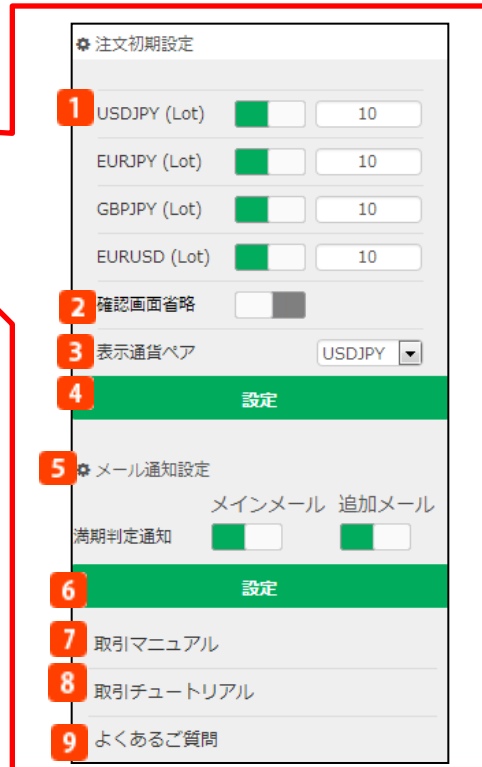 注文初期設定
1 USDJPY (Lot) 10
EURJPY (Lot) 10
GBPJPY (Lot) 10
EURUSD (Lot) 10
2 確認画面省略
3 表示通貨ペア USDJPY
4 設定
5 メール通知設定
メインメール 追加メール
満期判定通知
6 設定
7 取引マニュアル
8 取引チュートリアル
9 よくあるご質問